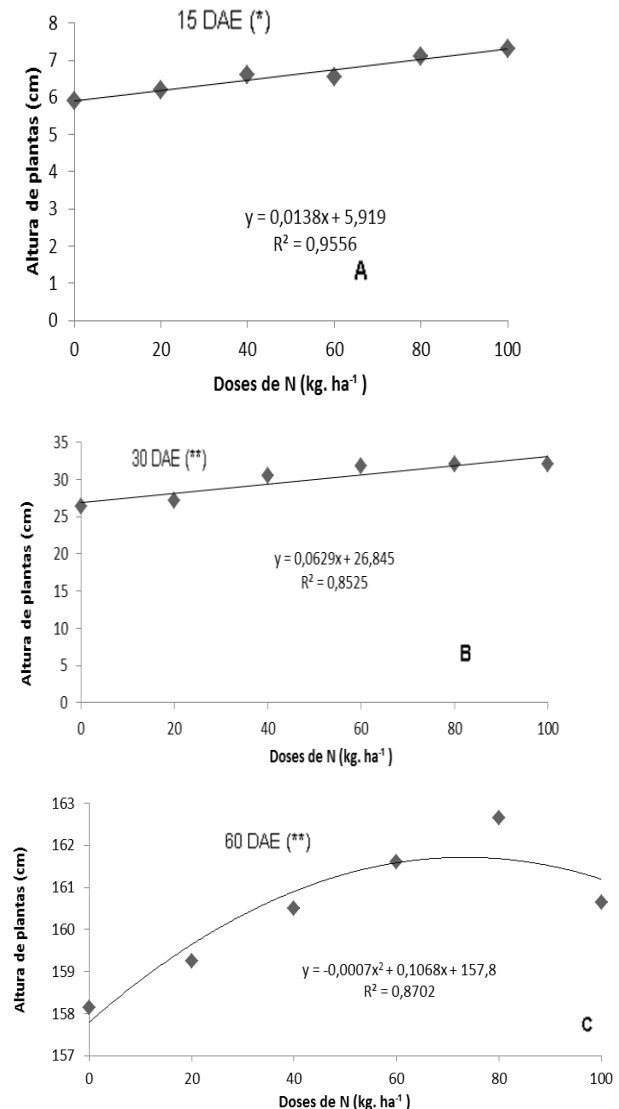 15 DAE (*)
Altura de plantas (cm)
8
7
6
5
4
3
2
1
0
y = 0,0138x + 5,919
R² = 0,9556
A
0 20 40 60 80 100
Doses de N (kg. ha⁻¹ )
30 DAE (**)
Altura de plantas (cm)
35
30
25
20
15
10
5
0
y = 0,0629x + 26,845
R² = 0,8525
B
0 20 40 60 80 100
Doses de N (kg. ha⁻¹ )
60 DAE (**)
Altura de plantas (cm)
163
162
161
160
159
158
157
y = -0,0007x² + 0,1068x + 157,8
R² = 0,8702
C
0 20 40 60 80 100
Doses de N (kg. ha⁻¹ )